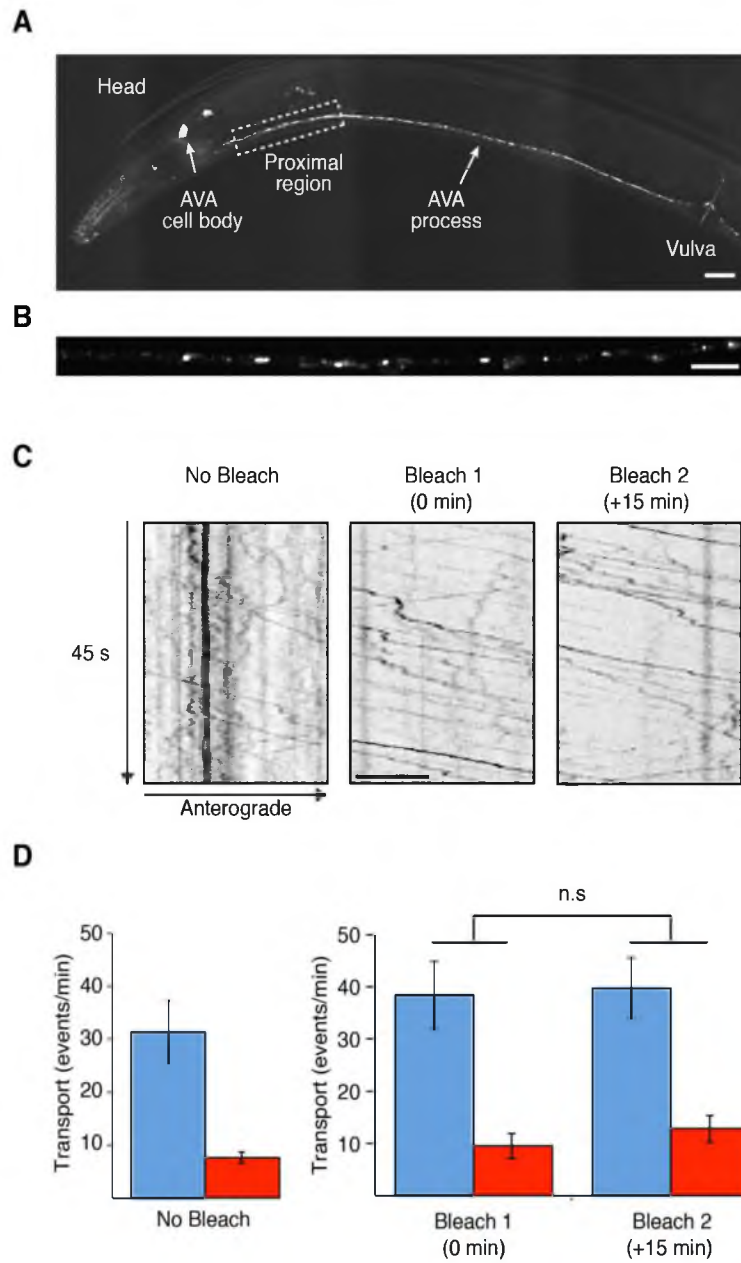 A
Head
Proximal
region
AVA
cell body
AVA
process
Vulva
B
C
No Bleach
Bleach 1
(0 min)
Bleach 2
(+15 min)
45 s
Anterograde
D
n.s
Transport (events/min)
50
40
30
20
10
No Bleach
Transport (events/min)
50
40
30
20
10
Bleach 1
(0 min)
Bleach 2
(+15 min)